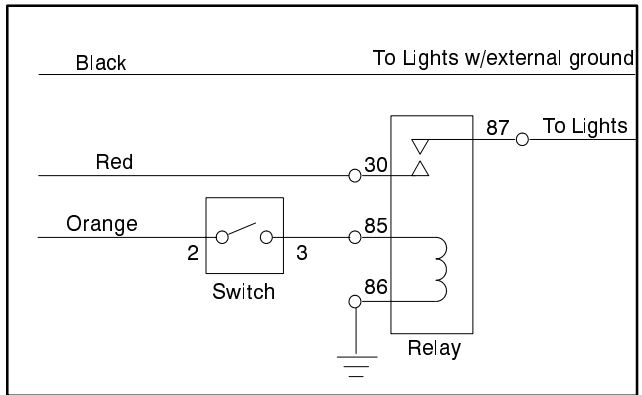 Black
To Lights w/external ground
87
To Lights
Red
30
Orange
85
2
3
Switch
86
Relay